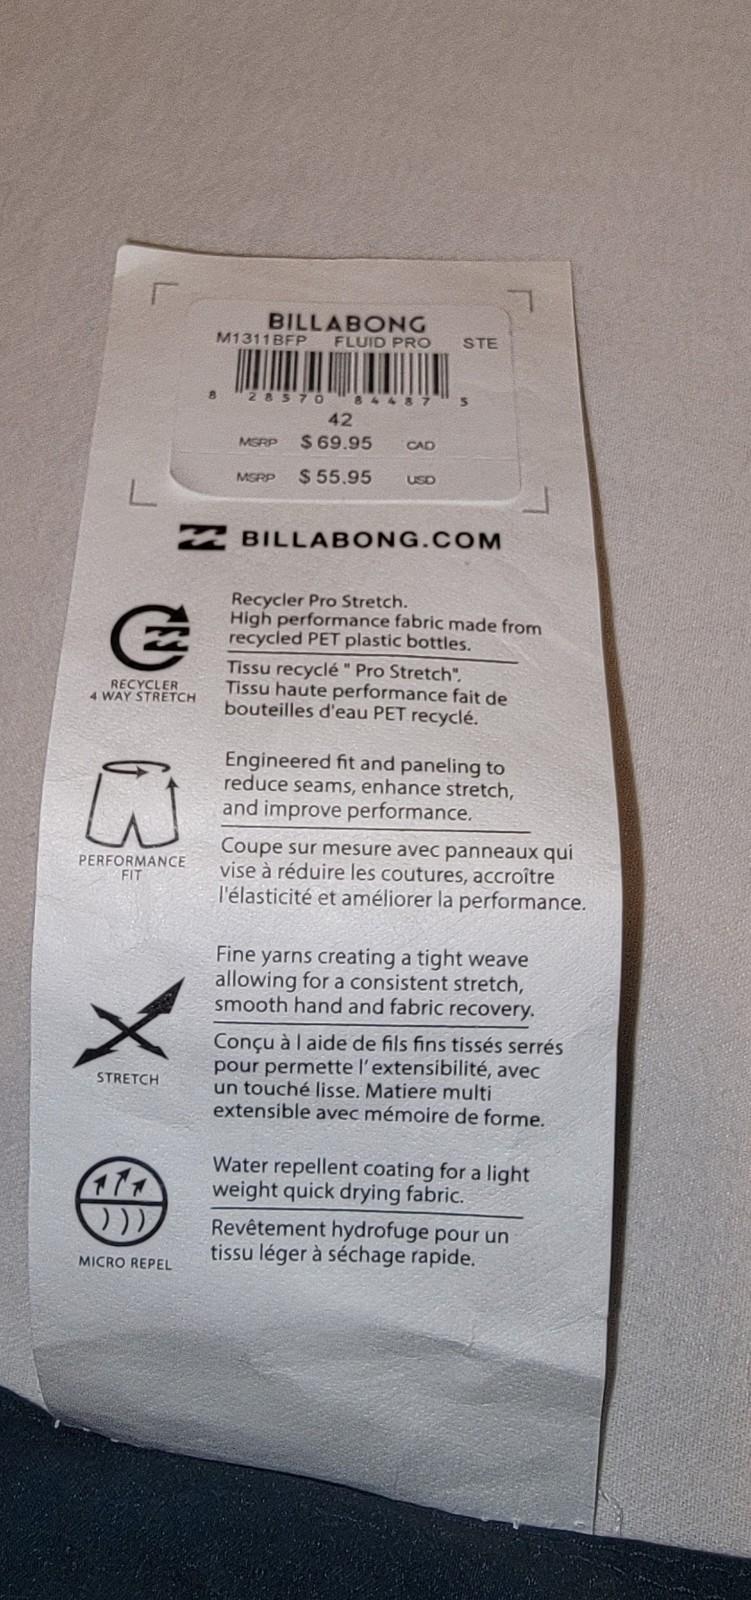 BILLABONG
M1311BFP FLUID PRO STE
8 28570 84487 5
42
MSRP $69.95 CAD
MSRP $55.95 USD
BILLABONG.COM
Recycler Pro Stretch.
High performance fabric made from
recycled PET plastic bottles.
Tissu recyclé " Pro Stretch".
Tissu haute performance fait de
bouteilles d'eau PET recyclé.
RECYCLER
4 WAY STRETCH
Engineered fit and paneling to
reduce seams, enhance stretch,
and improve performance.
Coupe sur mesure avec panneaux qui
vise à réduire les coutures, accroître
l'élasticité et améliorer la performance.
PERFORMANCE
FIT
Fine yarns creating a tight weave
allowing for a consistent stretch,
smooth hand and fabric recovery.
Conçu à l aide de fils fins tissés serrés
pour permette l'extensibilité, avec
un touché lisse. Matiere multi
extensible avec mémoire de forme.
STRETCH
Water repellent coating for a light
weight quick drying fabric.
Revêtement hydrofuge pour un
tissu léger à séchage rapide.
MICRO REPEL